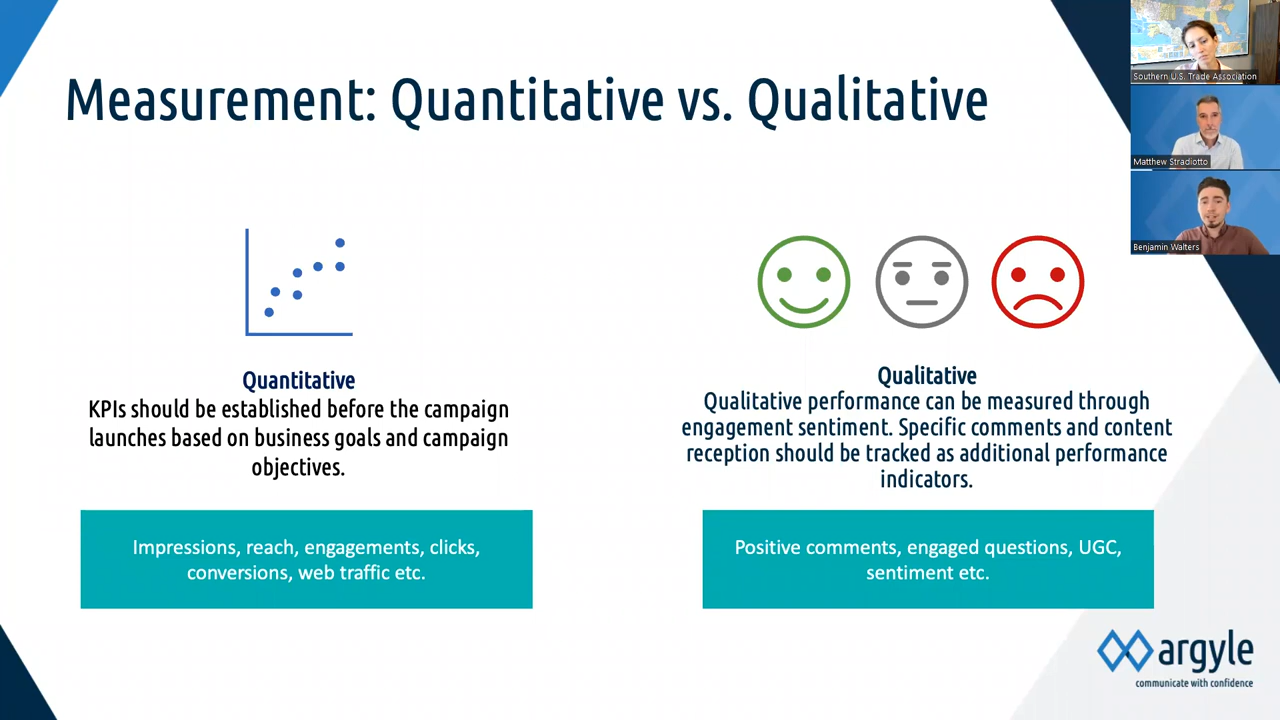 Measurement: Quantitative vs. Qualitative
Southern U.S. Trade Association
Matthew Stradiotto
Benjamin Walters
Quantitative
KPIs should be established before the campaign
launches based on business goals and campaign
objectives.
Impressions, reach, engagements, clicks,
conversions, web traffic etc.
Qualitative
Qualitative performance can be measured through
engagement sentiment. Specific comments and content
reception should be tracked as additional performance
indicators.
Positive comments, engaged questions, UGC,
sentiment etc.
argyle
communicate with confidence